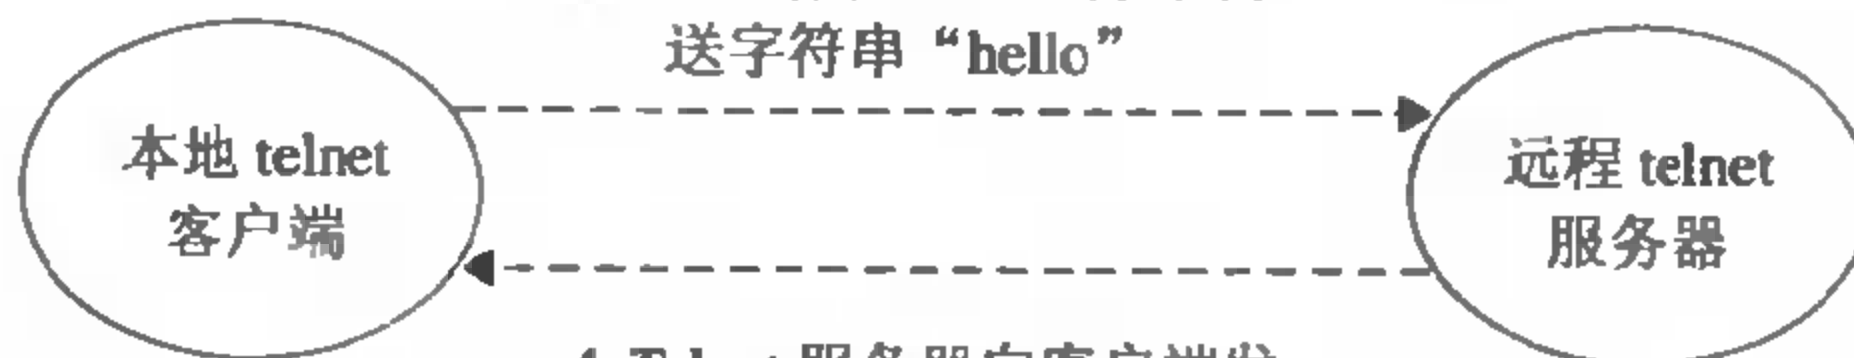 送字符串“hello”
本地 telnet
客户端
远程 telnet
服务器